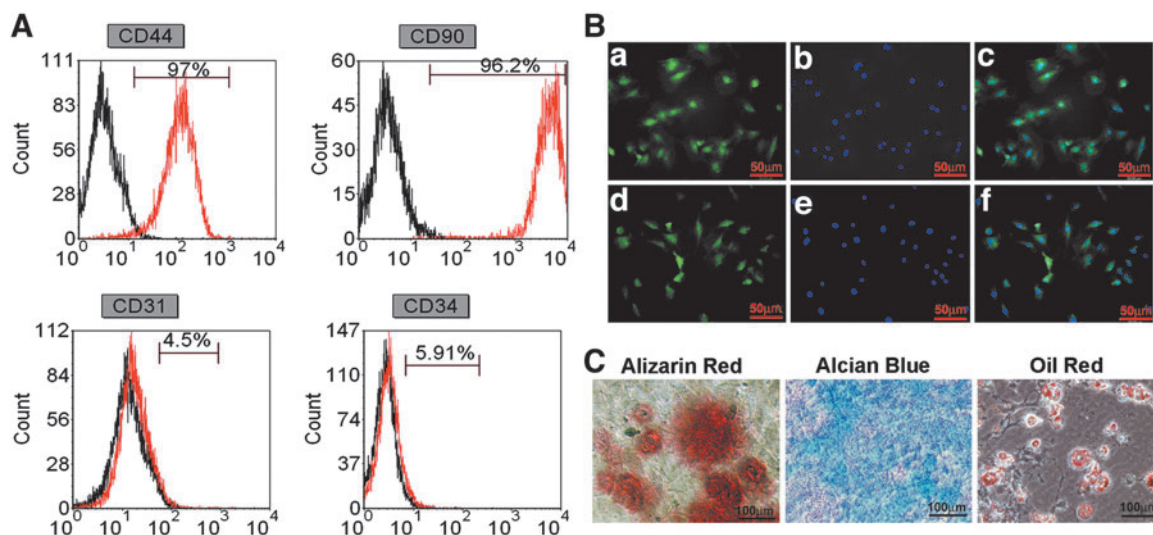 A
CD44
111
83
56
28
0
Count
97%
10^0 10^1 10^2 10^3 10^4
CD90
60
45
30
15
0
Count
96.2%
10^0 10^1 10^2 10^3 10^4
CD31
112
84
56
28
0
Count
4.5%
10^0 10^1 10^2 10^3 10^4
CD34
147
110
74
37
0
Count
5.91%
10^0 10^1 10^2 10^3 10^4
B
a
50µm
b
50µm
c
50µm
d
50µm
e
50µm
f
50µm
C
Alizarin Red
100µm
Alcian Blue
100µm
Oil Red
100µm